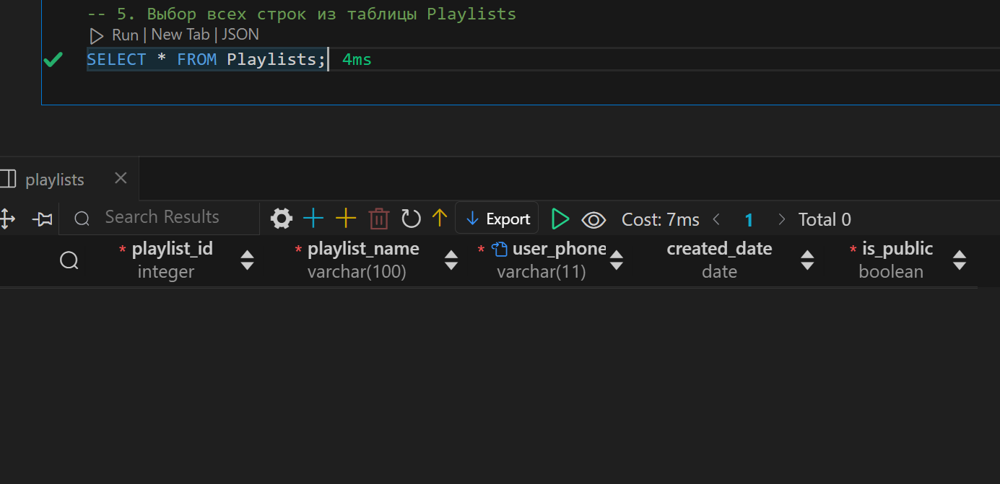 -- 5. Выбор всех строк из таблицы Playlists
Run | New Tab | JSON
SELECT * FROM Playlists; 4ms
playlists
Search Results Export Cost: 7ms 1 Total 0
* playlist_id * playlist_name * user_phone created_date * is_public
integer varchar(100) varchar(11) date boolean